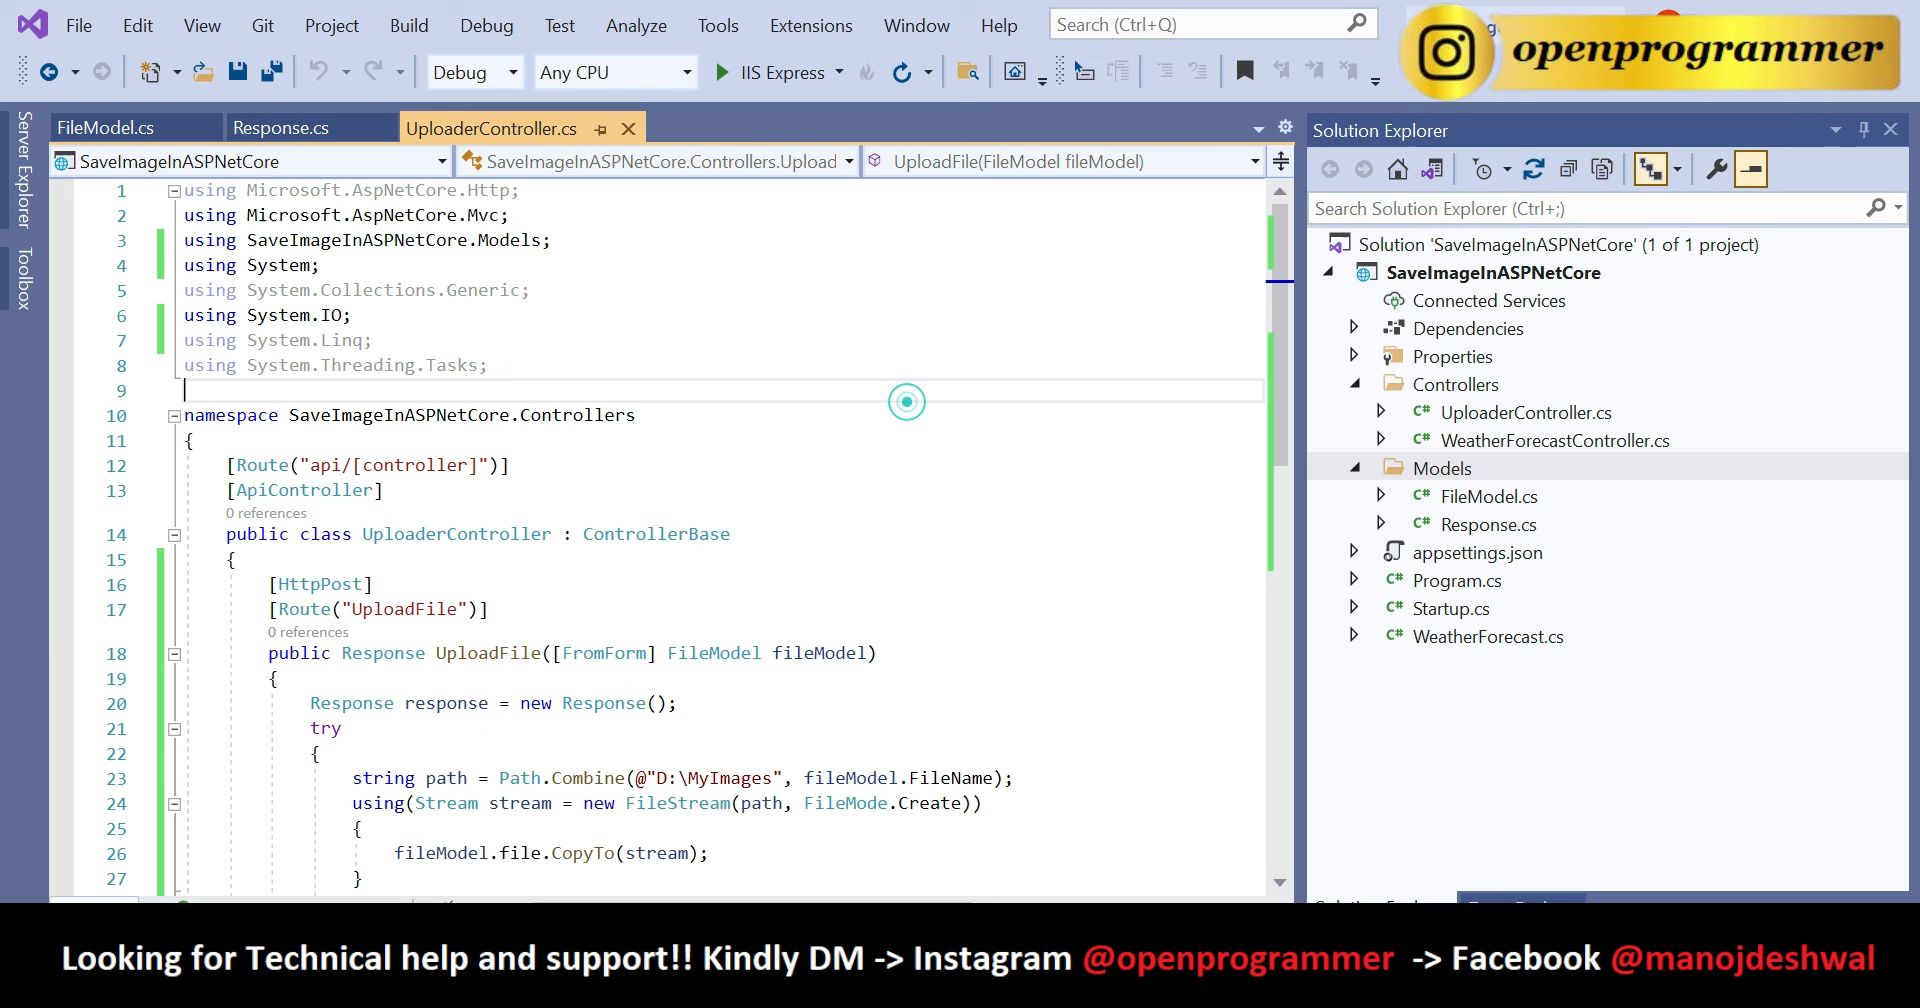 File Edit View Git Project Build Debug Test Analyze Tools Extensions Window Help Search (Ctrl+Q)
openprogrammer
Debug Any CPU IIS Express
Server Explorer
Toolbox
FileModel.cs Response.cs UploaderController.cs
SaveImageInASPNetCore SaveImageInASPNetCore.Controllers.Upload UploadFile(FileModel fileModel)
1 using Microsoft.AspNetCore.Http;
2 using Microsoft.AspNetCore.Mvc;
3 using SaveImageInASPNetCore.Models;
4 using System;
5 using System.Collections.Generic;
6 using System.IO;
7 using System.Linq;
8 using System.Threading.Tasks;
9
10 namespace SaveImageInASPNetCore.Controllers
11 {
12 [Route("api/[controller]")]
13 [ApiController]
0 references
14 public class UploaderController : ControllerBase
15 {
16 [HttpPost]
17 [Route("UploadFile")]
0 references
18 public Response UploadFile([FromForm] FileModel fileModel)
19 {
20 Response response = new Response();
21 try
22 {
23 string path = Path.Combine(@"D:\MyImages", fileModel.FileName);
24 using(Stream stream = new FileStream(path, FileMode.Create))
25 {
26 fileModel.file.CopyTo(stream);
27 }
Solution Explorer
Search Solution Explorer (Ctrl+;)
Solution 'SaveImageInASPNetCore' (1 of 1 project)
SaveImageInASPNetCore
Connected Services
Dependencies
Properties
Controllers
C# UploaderController.cs
C# WeatherForecastController.cs
Models
C# FileModel.cs
C# Response.cs
appsettings.json
C# Program.cs
C# Startup.cs
C# WeatherForecast.cs
Looking for Technical help and support!! Kindly DM -> Instagram @openprogrammer -> Facebook @manojdeshwal